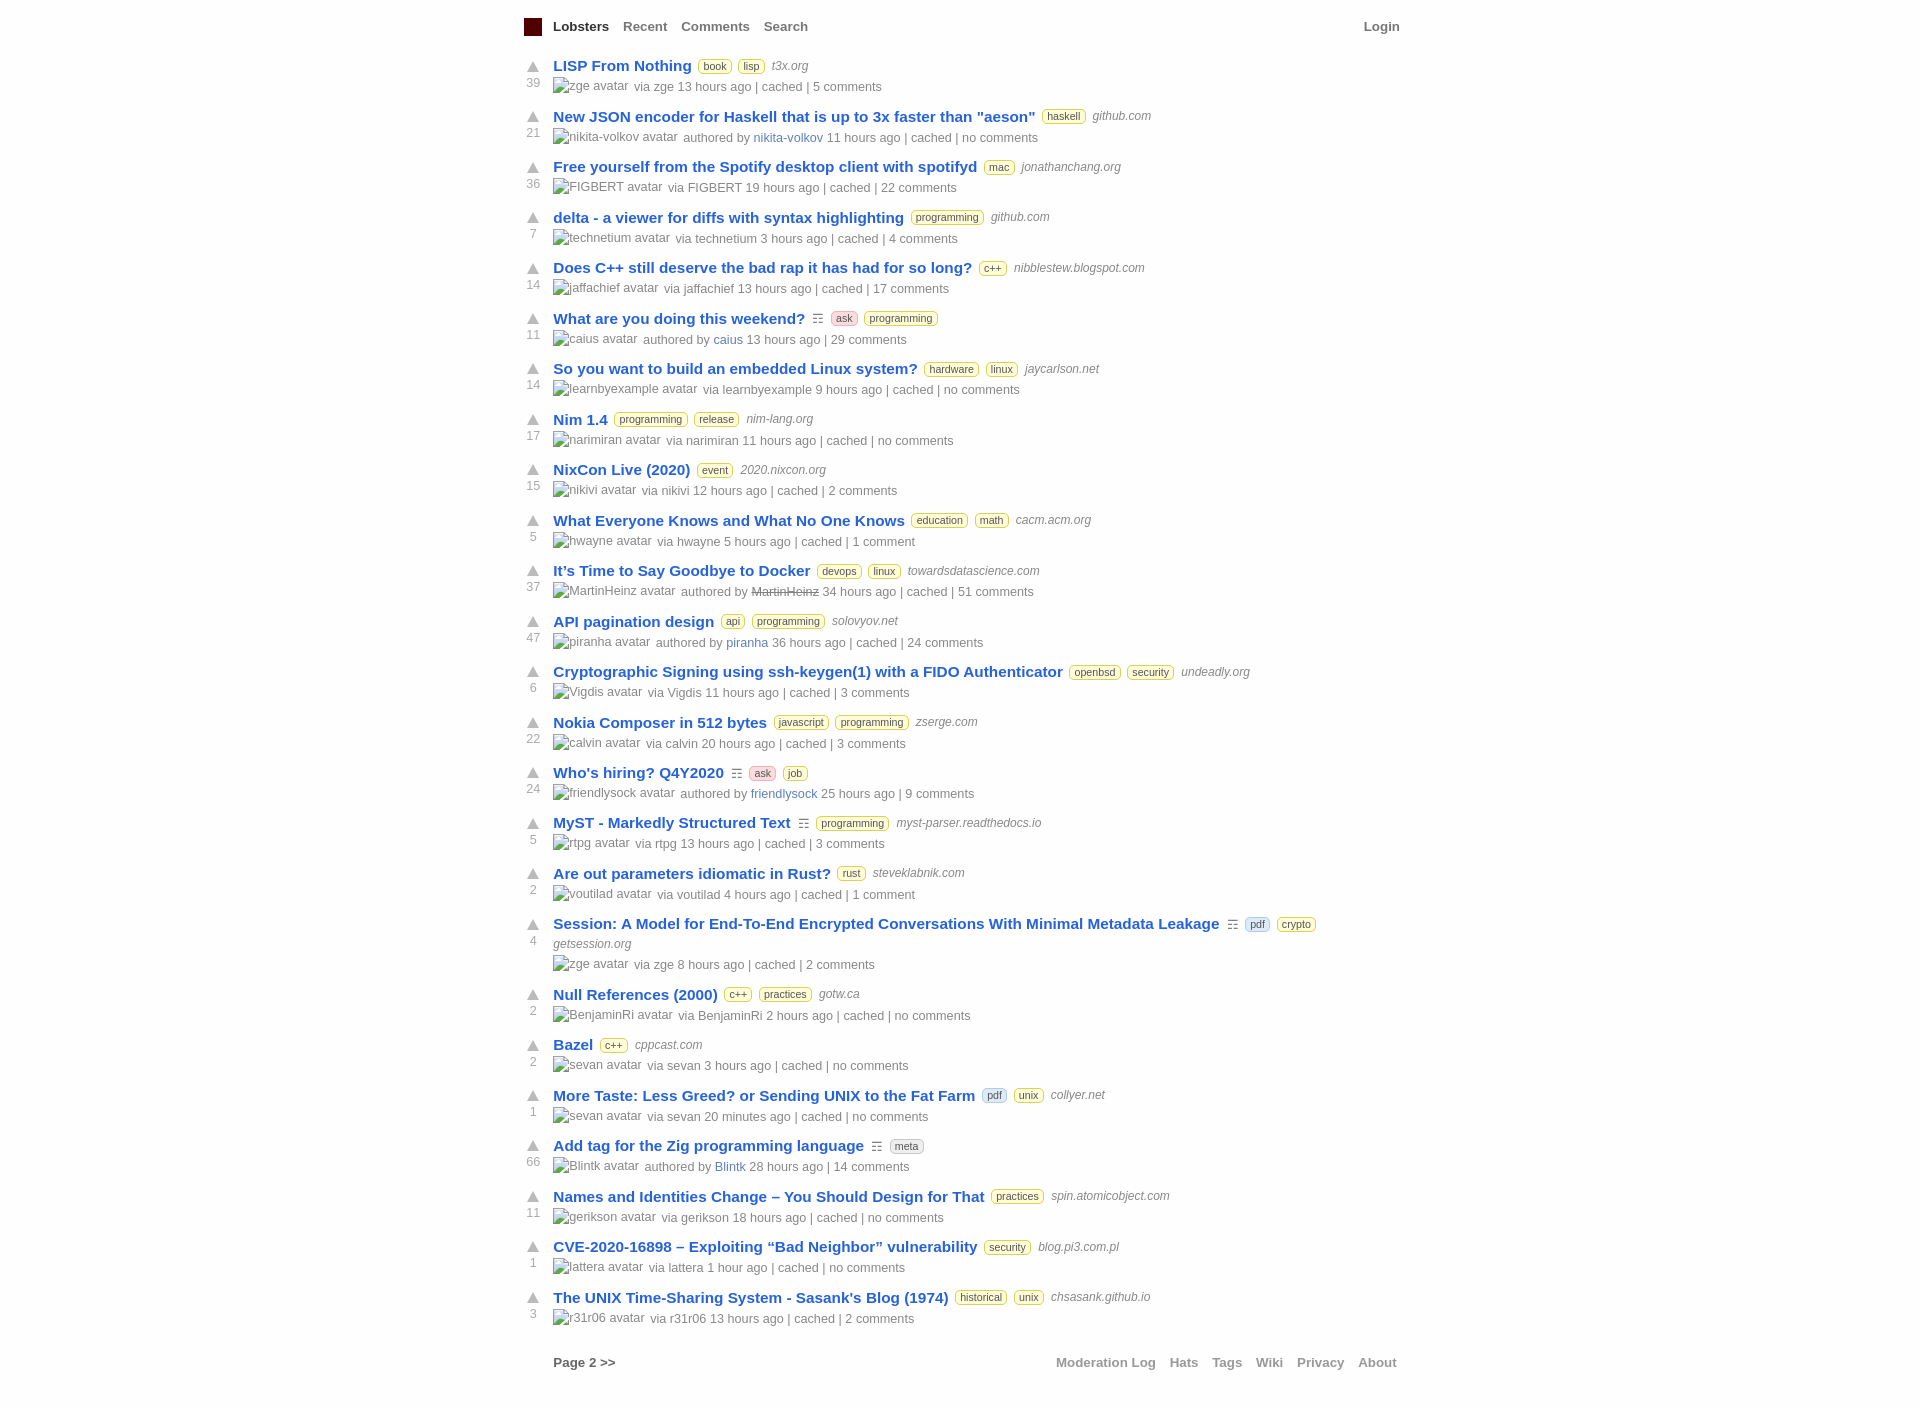 Lobsters Recent Comments Search Login
LISP From Nothing book lisp t3x.org
39
zge avatar via zge 13 hours ago | cached | 5 comments
New JSON encoder for Haskell that is up to 3x faster than "aeson" haskell github.com
21
nikita-volkov avatar authored by nikita-volkov 11 hours ago | cached | no comments
Free yourself from the Spotify desktop client with spotifyd mac jonathanchang.org
36
FIGBERT avatar via FIGBERT 19 hours ago | cached | 22 comments
delta - a viewer for diffs with syntax highlighting programming github.com
7
technetium avatar via technetium 3 hours ago | cached | 4 comments
Does C++ still deserve the bad rap it has had for so long? c++ nibblestew.blogspot.com
14
jaffachief avatar via jaffachief 13 hours ago | cached | 17 comments
What are you doing this weekend? ☶ ask programming
11
caius avatar authored by caius 13 hours ago | 29 comments
So you want to build an embedded Linux system? hardware linux jaycarlson.net
14
learnbyexample avatar via learnbyexample 9 hours ago | cached | no comments
Nim 1.4 programming release nim-lang.org
17
narimiran avatar via narimiran 11 hours ago | cached | no comments
NixCon Live (2020) event 2020.nixcon.org
15
nikivi avatar via nikivi 12 hours ago | cached | 2 comments
What Everyone Knows and What No One Knows education math cacm.acm.org
5
hwayne avatar via hwayne 5 hours ago | cached | 1 comment
It’s Time to Say Goodbye to Docker devops linux towardsdatascience.com
37
MartinHeinz avatar authored by MartinHeinz 34 hours ago | cached | 51 comments
API pagination design api programming solovyov.net
47
piranha avatar authored by piranha 36 hours ago | cached | 24 comments
Cryptographic Signing using ssh-keygen(1) with a FIDO Authenticator openbsd security undeadly.org
6
Vigdis avatar via Vigdis 11 hours ago | cached | 3 comments
Nokia Composer in 512 bytes javascript programming zserge.com
22
calvin avatar via calvin 20 hours ago | cached | 3 comments
Who's hiring? Q4Y2020 ☶ ask job
24
friendlysock avatar authored by friendlysock 25 hours ago | 9 comments
MyST - Markedly Structured Text ☶ programming myst-parser.readthedocs.io
5
rtpg avatar via rtpg 13 hours ago | cached | 3 comments
Are out parameters idiomatic in Rust? rust steveklabnik.com
2
voutilad avatar via voutilad 4 hours ago | cached | 1 comment
Session: A Model for End-To-End Encrypted Conversations With Minimal Metadata Leakage ☶ pdf crypto
4
getsession.org
zge avatar via zge 8 hours ago | cached | 2 comments
Null References (2000) c++ practices gotw.ca
2
BenjaminRi avatar via BenjaminRi 2 hours ago | cached | no comments
Bazel c++ cppcast.com
2
sevan avatar via sevan 3 hours ago | cached | no comments
More Taste: Less Greed? or Sending UNIX to the Fat Farm pdf unix collyer.net
1
sevan avatar via sevan 20 minutes ago | cached | no comments
Add tag for the Zig programming language ☶ meta
66
Blintk avatar authored by Blintk 28 hours ago | 14 comments
Names and Identities Change – You Should Design for That practices spin.atomicobject.com
11
gerikson avatar via gerikson 18 hours ago | cached | no comments
CVE-2020-16898 – Exploiting “Bad Neighbor” vulnerability security blog.pi3.com.pl
1
lattera avatar via lattera 1 hour ago | cached | no comments
The UNIX Time-Sharing System - Sasank's Blog (1974) historical unix chsasank.github.io
3
r31r06 avatar via r31r06 13 hours ago | cached | 2 comments
Page 2 >> Moderation Log Hats Tags Wiki Privacy About